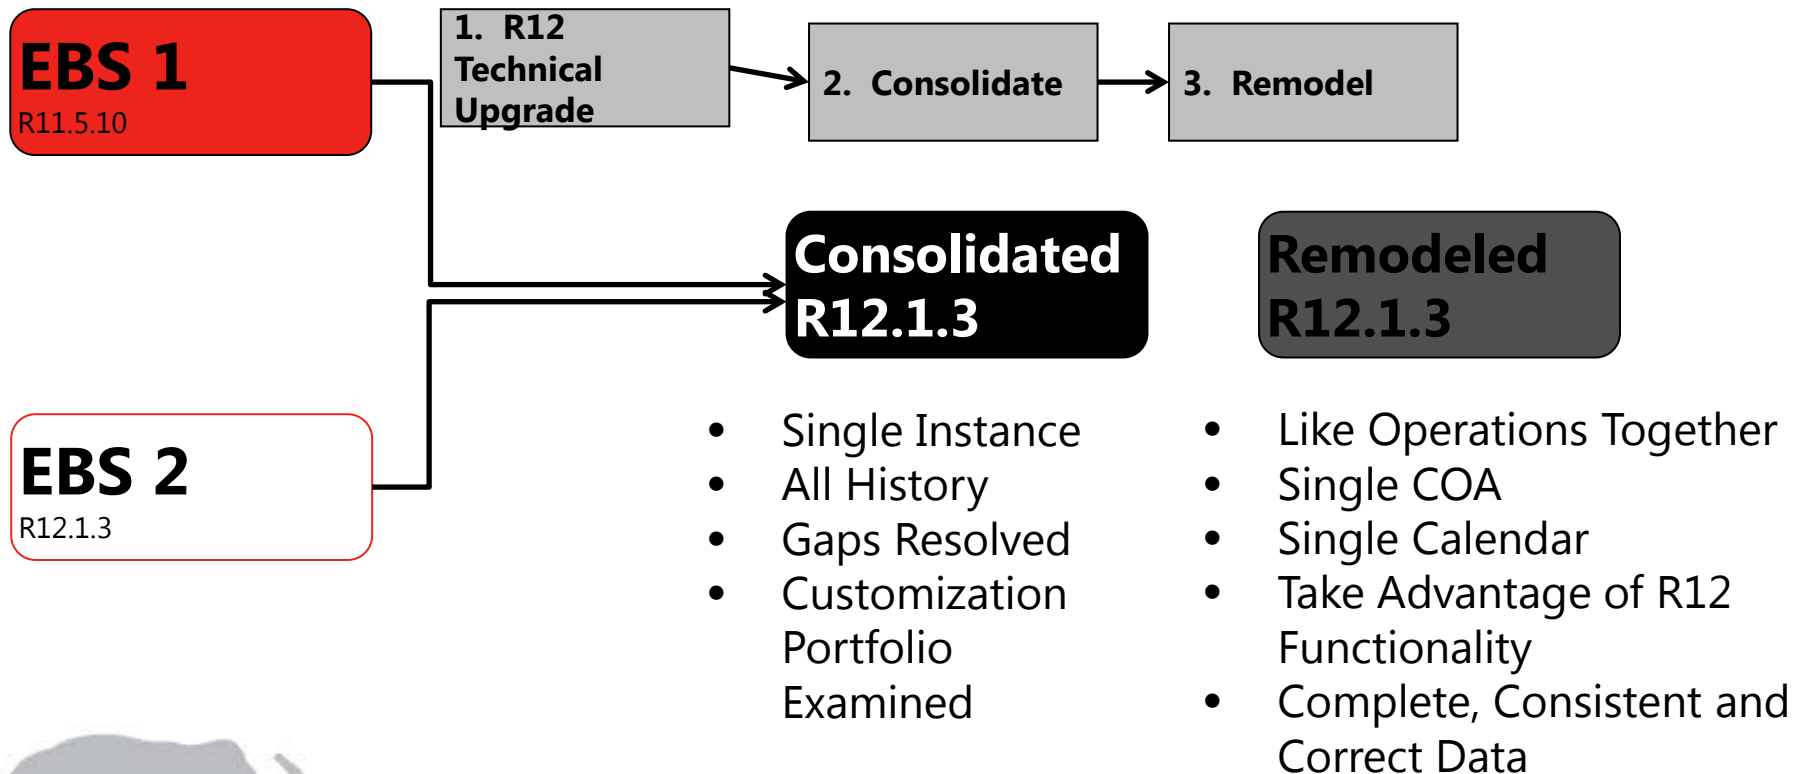 EBS 1
R11.5.10
1. R12
Technical
Upgrade
2. Consolidate
3. Remodel
Consolidated
R12.1.3
Remodeled
R12.1.3
EBS 2
R12.1.3
• Single Instance
• All History
• Gaps Resolved
• Customization
Portfolio
Examined
• Like Operations Together
• Single COA
• Single Calendar
• Take Advantage of R12
Functionality
• Complete, Consistent and
Correct Data